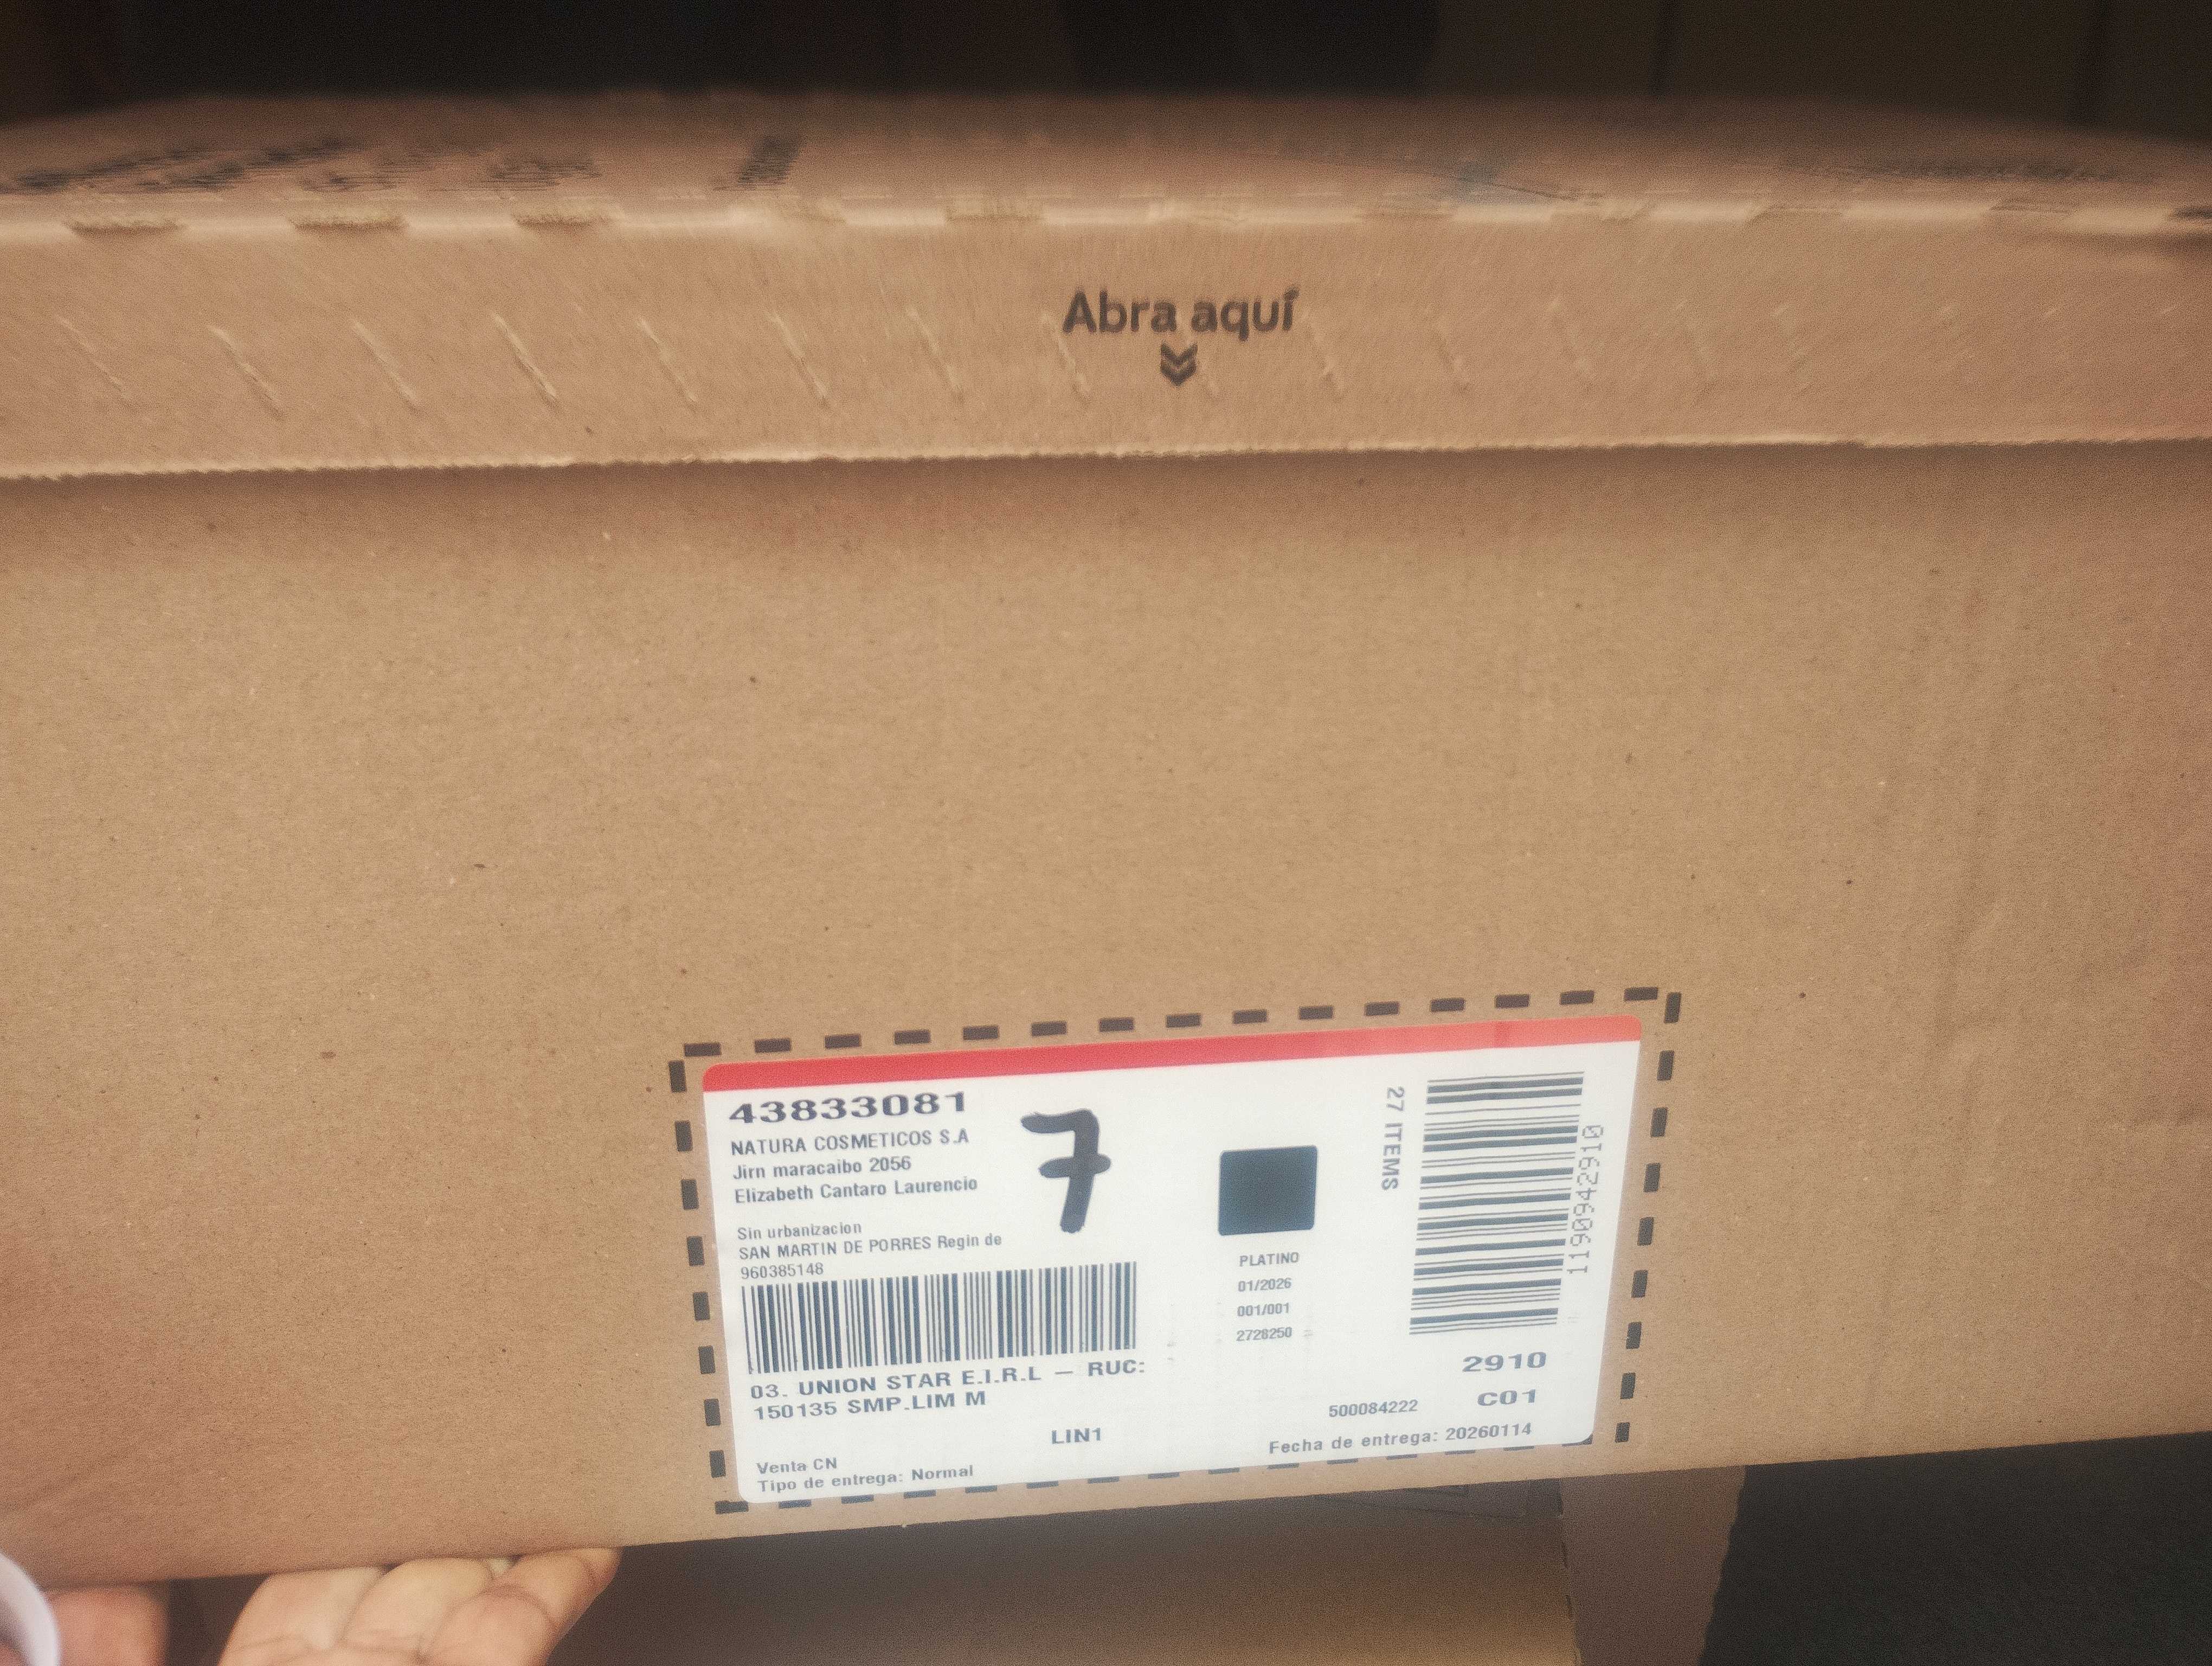 Abra aquí
43833081
NATURA COSMETICOS S.A
Jirn maracaibo 2056
Elizabeth Cantaro Laurencio
7
Sin urbanizacion
SAN MARTIN DE PORRES Regin de
960385148
03. UNION STAR E.I.R.L — RUC:
150135 SMP.LIM M
LIN1
Venta CN
Tipo de entrega: Normal
PLATINO
01/2026
001/001
2728250
27 ITEMS
1190942910
2910
C01
500084222
Fecha de entrega: 20260114